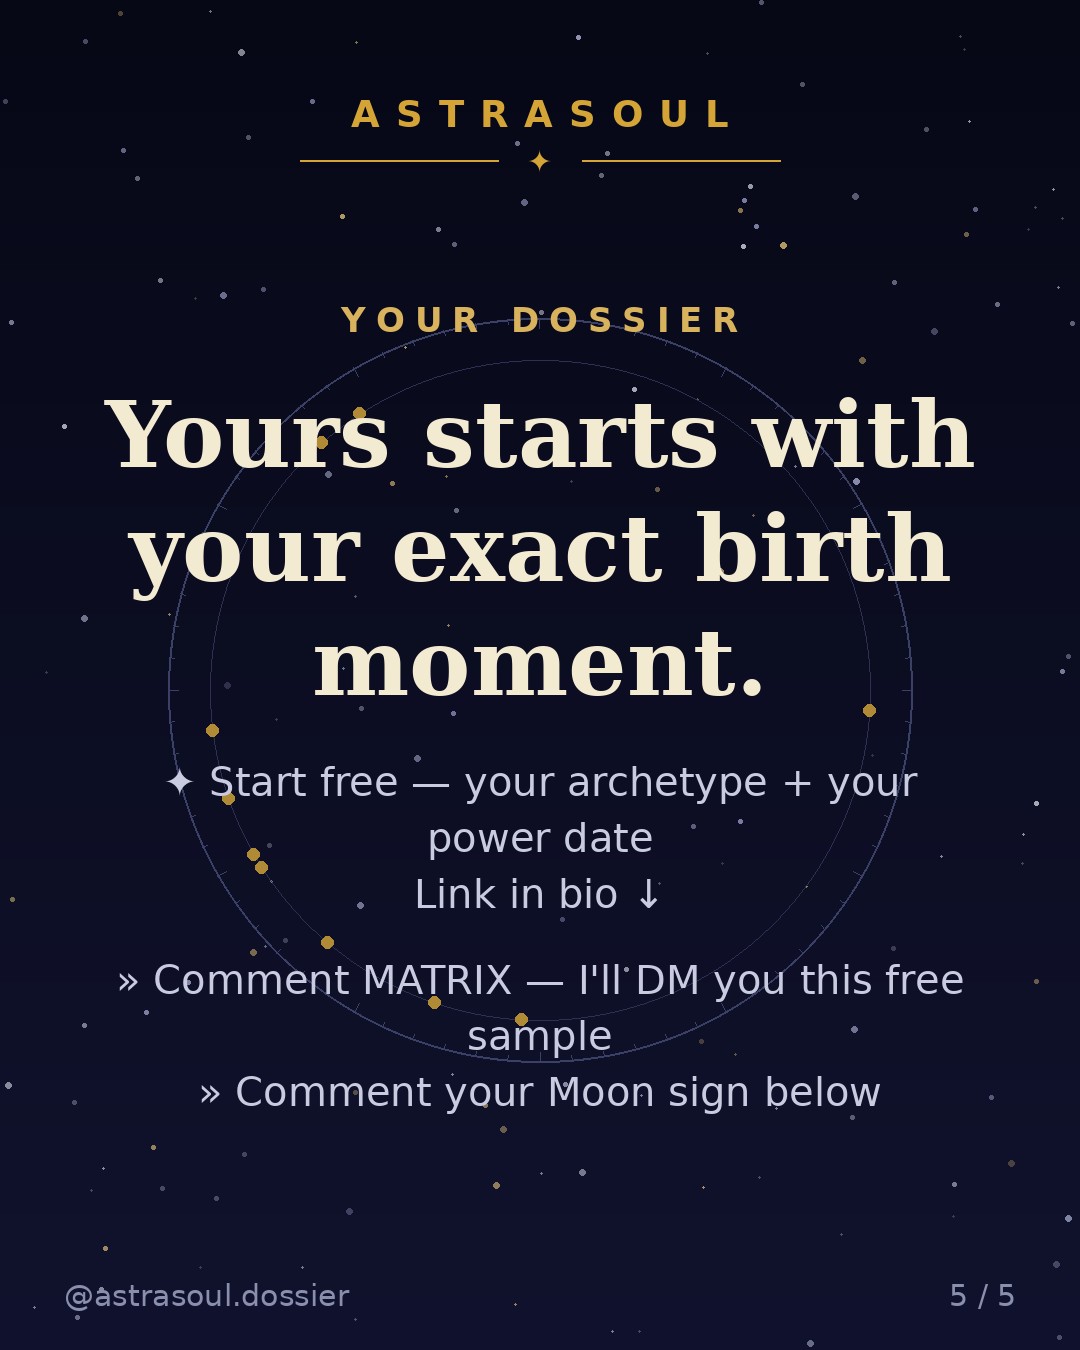 ASTRASOUL
YOUR DOSSIER
Yours starts with
your exact birth
moment.
✦ Start free — your archetype + your
power date
Link in bio ↓
» Comment MATRIX — I'll DM you this free
sample
» Comment your Moon sign below
@astrasoul.dossier
5 / 5